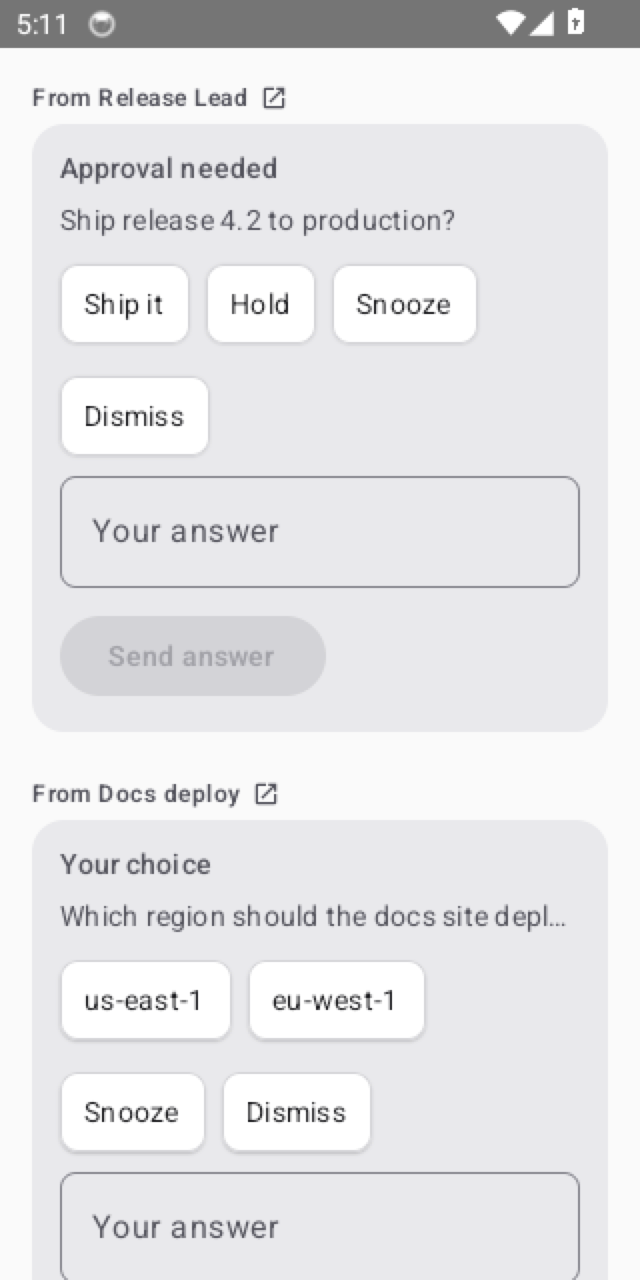 5:11
From Release Lead
Approval needed
Ship release 4.2 to production?
Ship it Hold Snooze
Dismiss
Your answer
Send answer
From Docs deploy
Your choice
Which region should the docs site depl…
us-east-1 eu-west-1
Snooze Dismiss
Your answer